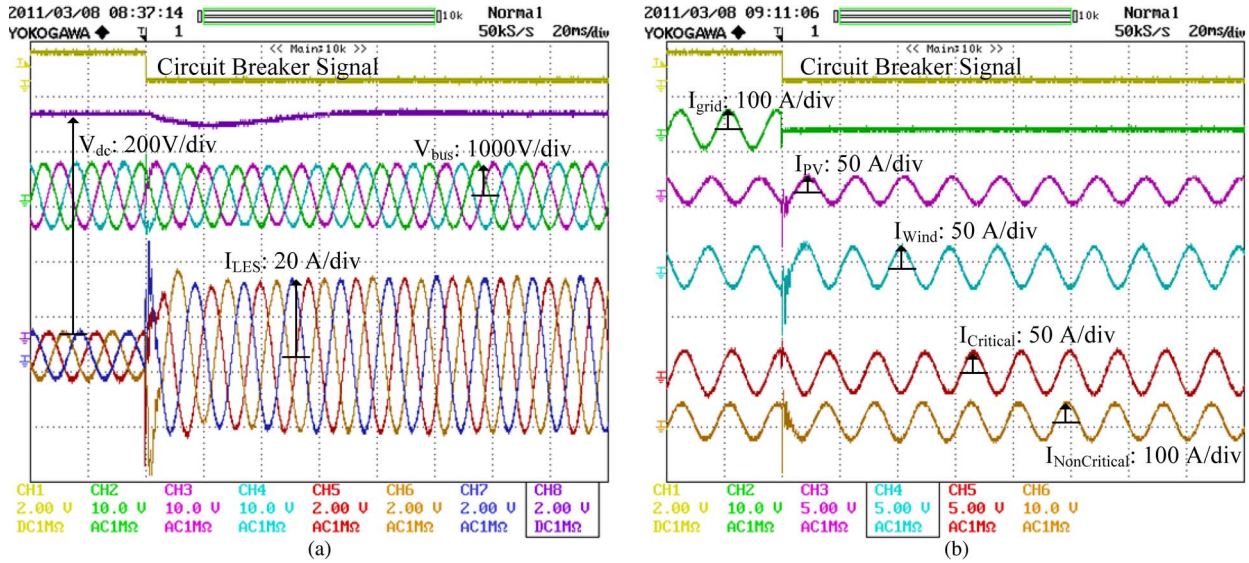 2011/03/08 08:37:14 10k Normal
YOKOGAWA ◆ 1 50kS/s 20ms/div
<< Main:10k >>
Circuit Breaker Signal
Vdc: 200V/div
Vbus: 1000V/div
ILES: 20 A/div
CH1 CH2 CH3 CH4 CH5 CH6 CH7 CH8
2.00 V 10.0 V 10.0 V 10.0 V 2.00 V 2.00 V 2.00 V 2.00 V
DC1MΩ AC1MΩ AC1MΩ AC1MΩ AC1MΩ AC1MΩ AC1MΩ DC1MΩ
(a)
2011/03/08 09:11:06 10k Normal
YOKOGAWA ◆ 1 50kS/s 20ms/div
<< Main:10k >>
Circuit Breaker Signal
Igrid: 100 A/div
IPV: 50 A/div
IWind: 50 A/div
ICritical: 50 A/div
INonCritical: 100 A/div
CH1 CH2 CH3 CH4 CH5 CH6
2.00 V 10.0 V 5.00 V 5.00 V 5.00 V 10.0 V
DC1MΩ AC1MΩ AC1MΩ AC1MΩ AC1MΩ AC1MΩ
(b)